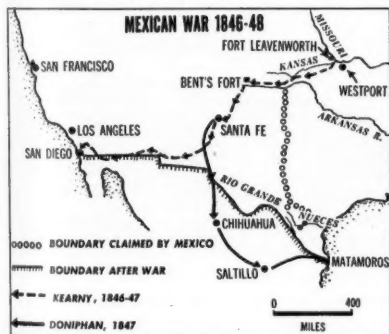 MEXICAN WAR 1846-48
MISSOURI
FORT LEAVENWORTH
KANSAS
SAN FRANCISCO
BENT'S FORT
WESTPORT
ARKANSAS R.
LOS ANGELES
SANTA FE
SAN DIEGO
RIO GRANDE
NUECES
CHIHUAHUA
BOUNDARY CLAIMED BY MEXICO
BOUNDARY AFTER WAR
MATAMOROS
SALTILLO
KEARNY, 1846-47
0 400
DONIPHAN, 1847
MILES